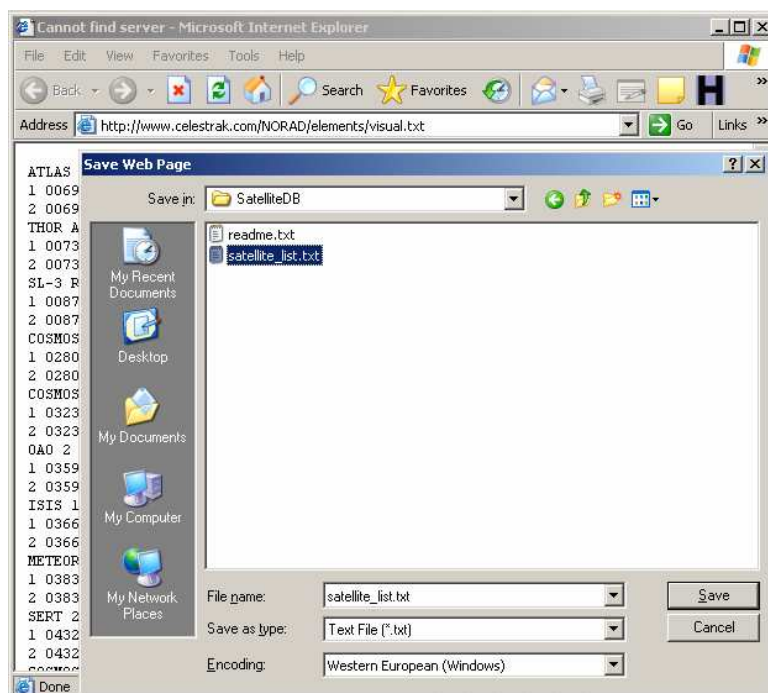 Cannot find server - Microsoft Internet Explorer
File Edit View Favorites Tools Help
Back Search Favorites
Address http://www.celestrak.com/NORAD/elements/visual.txt Go Links
Save Web Page
Save in: SatelliteDB
ATLAS
1 0069
2 0069
THOR A
1 0073
2 0073
SL-3 R
1 0087
2 0087
COSMOS
1 0280
2 0280
COSMOS
1 0323
2 0323
OAO 2
1 0359
2 0359
ISIS 1
1 0366
2 0366
METEOR
1 0383
2 0383
SERT 2
1 0432
2 0432
My Recent
Documents
Desktop
My Documents
My Computer
My Network
Places
readme.txt
satellite_list.txt
File name: satellite_list.txt Save
Save as type: Text File (*.txt) Cancel
Encoding: Western European (Windows)
Done